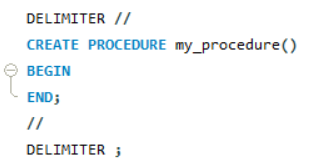 DELIMITER //
CREATE PROCEDURE my_procedure()
BEGIN
END;
//
DELIMITER ;